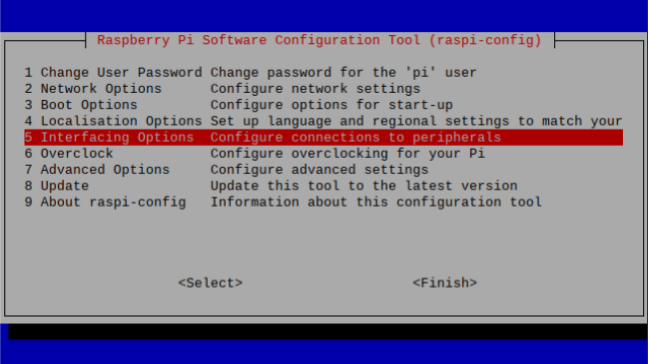 Raspberry Pi Software Configuration Tool (raspi-config)
1 Change User Password Change password for the 'pi' user
2 Network Options Configure network settings
3 Boot Options Configure options for start-up
4 Localisation Options Set up language and regional settings to match your
5 Interfacing Options Configure connections to peripherals
6 Overclock Configure overclocking for your Pi
7 Advanced Options Configure advanced settings
8 Update Update this tool to the latest version
9 About raspi-config Information about this configuration tool
<Select> <Finish>